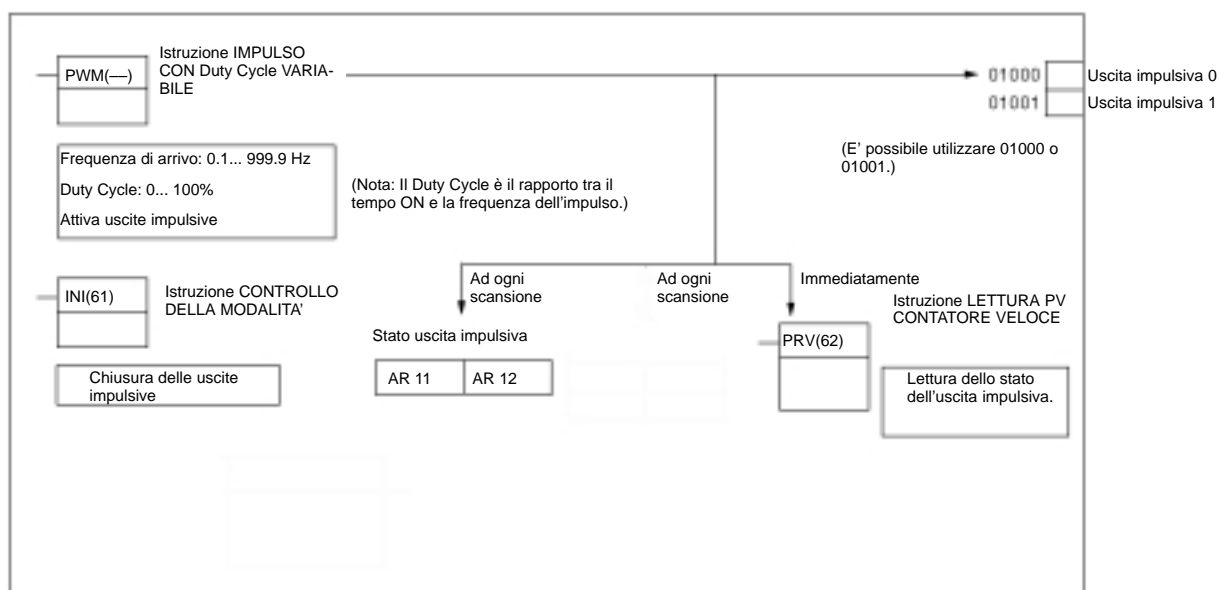 Istruzione IMPULSO
CON Duty Cycle VARIA-
BILE
PWM(––)
01000
Uscita impulsiva 0
01001
Uscita impulsiva 1
Frequenza di arrivo: 0.1... 999.9 Hz
Duty Cycle: 0... 100%
Attiva uscite impulsive
(Nota: Il Duty Cycle è il rapporto tra il
tempo ON e la frequenza dell'impulso.)
(E' possibile utilizzare 01000 o
01001.)
INI(61)
Istruzione CONTROLLO
DELLA MODALITA'
Chiusura delle uscite
impulsive
Ad ogni
scansione
Ad ogni
scansione
Immediatamente
Stato uscita impulsiva
AR 11
AR 12
Istruzione LETTURA PV
CONTATORE VELOCE
PRV(62)
Lettura dello stato
dell'uscita impulsiva.